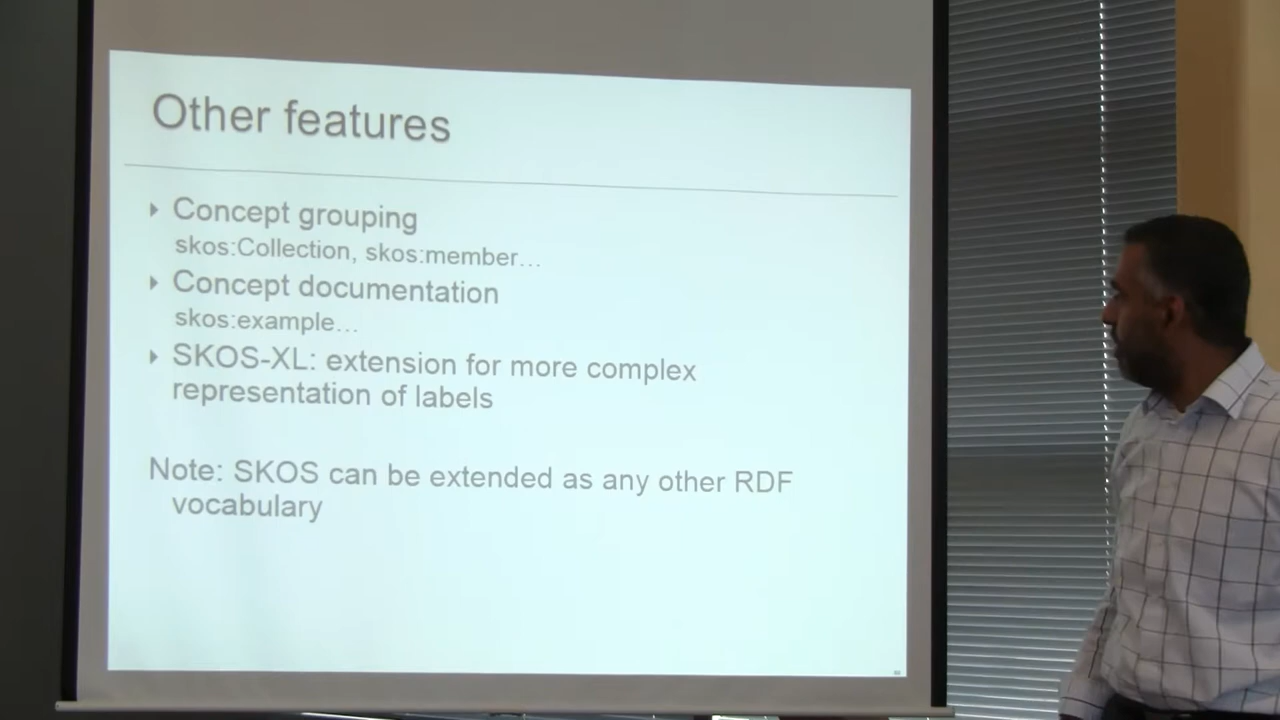 Other features
Concept grouping
skos:Collection, skos:member...
Concept documentation
skos:example...
SKOS-XL: extension for more complex
representation of labels
Note: SKOS can be extended as any other RDF
vocabulary